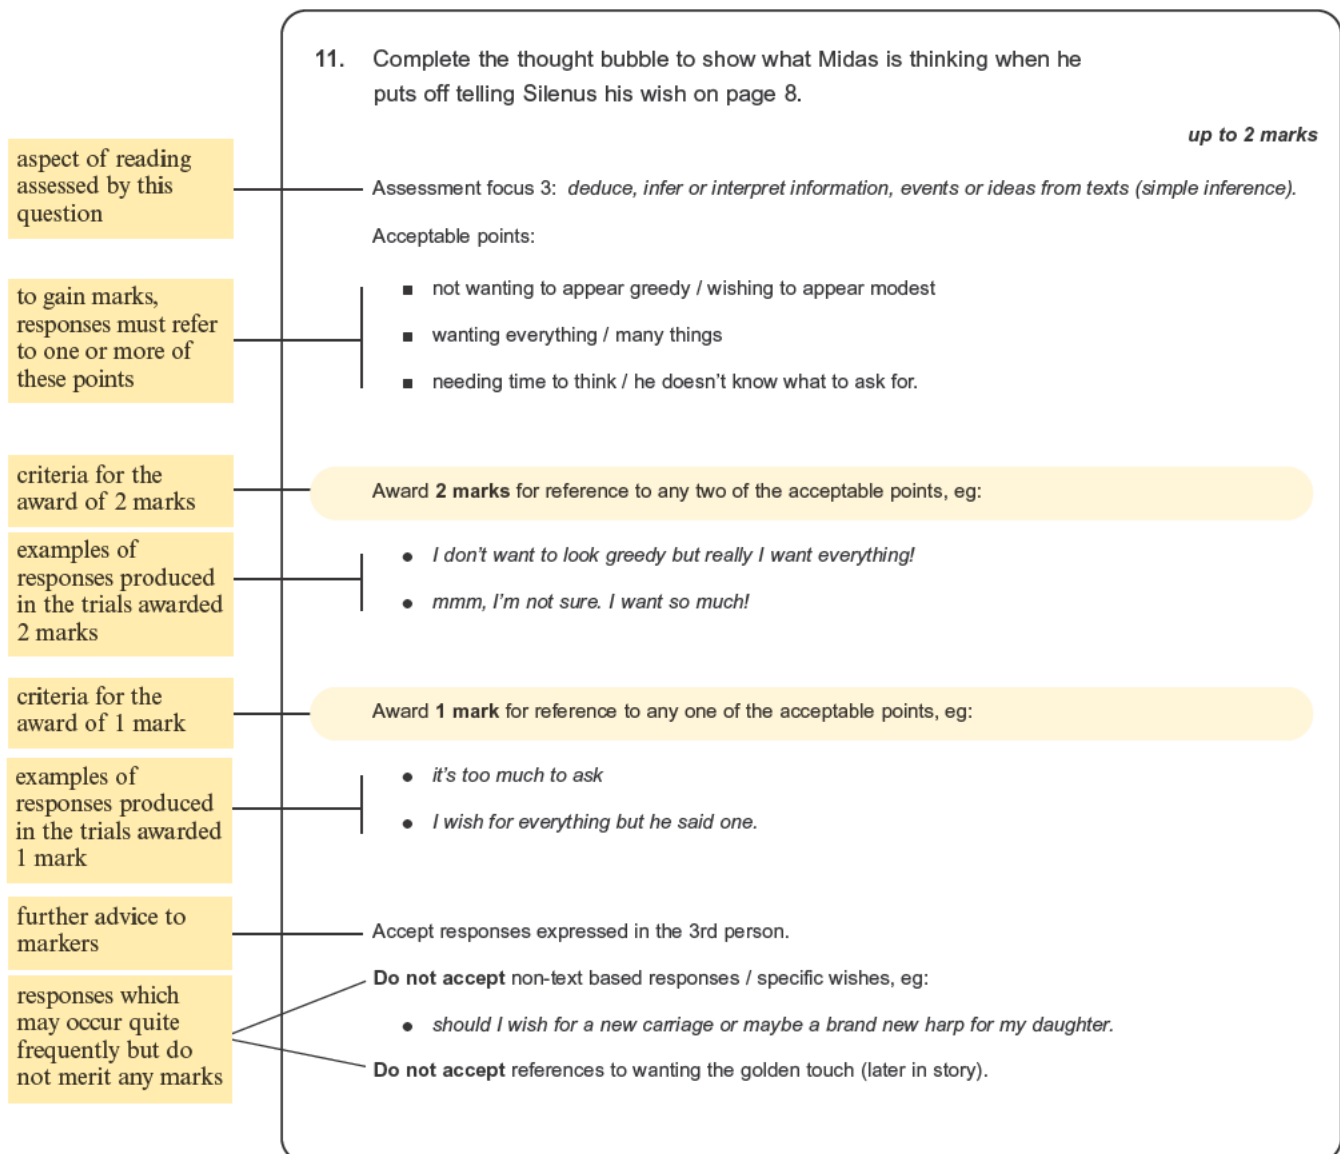 11. Complete the thought bubble to show what Midas is thinking when he
puts off telling Silenus his wish on page 8.
up to 2 marks
aspect of reading
assessed by this
question
Assessment focus 3: deduce, infer or interpret information, events or ideas from texts (simple inference).
Acceptable points:
to gain marks,
responses must refer
to one or more of
these points
■ not wanting to appear greedy / wishing to appear modest
■ wanting everything / many things
■ needing time to think / he doesn't know what to ask for.
criteria for the
award of 2 marks
Award 2 marks for reference to any two of the acceptable points, eg:
examples of
responses produced
in the trials awarded
2 marks
● I don't want to look greedy but really I want everything!
● mmm, I'm not sure. I want so much!
criteria for the
award of 1 mark
Award 1 mark for reference to any one of the acceptable points, eg:
examples of
responses produced
in the trials awarded
1 mark
● it's too much to ask
● I wish for everything but he said one.
further advice to
markers
Accept responses expressed in the 3rd person.
responses which
may occur quite
frequently but do
not merit any marks
Do not accept non-text based responses / specific wishes, eg:
● should I wish for a new carriage or maybe a brand new harp for my daughter.
Do not accept references to wanting the golden touch (later in story).